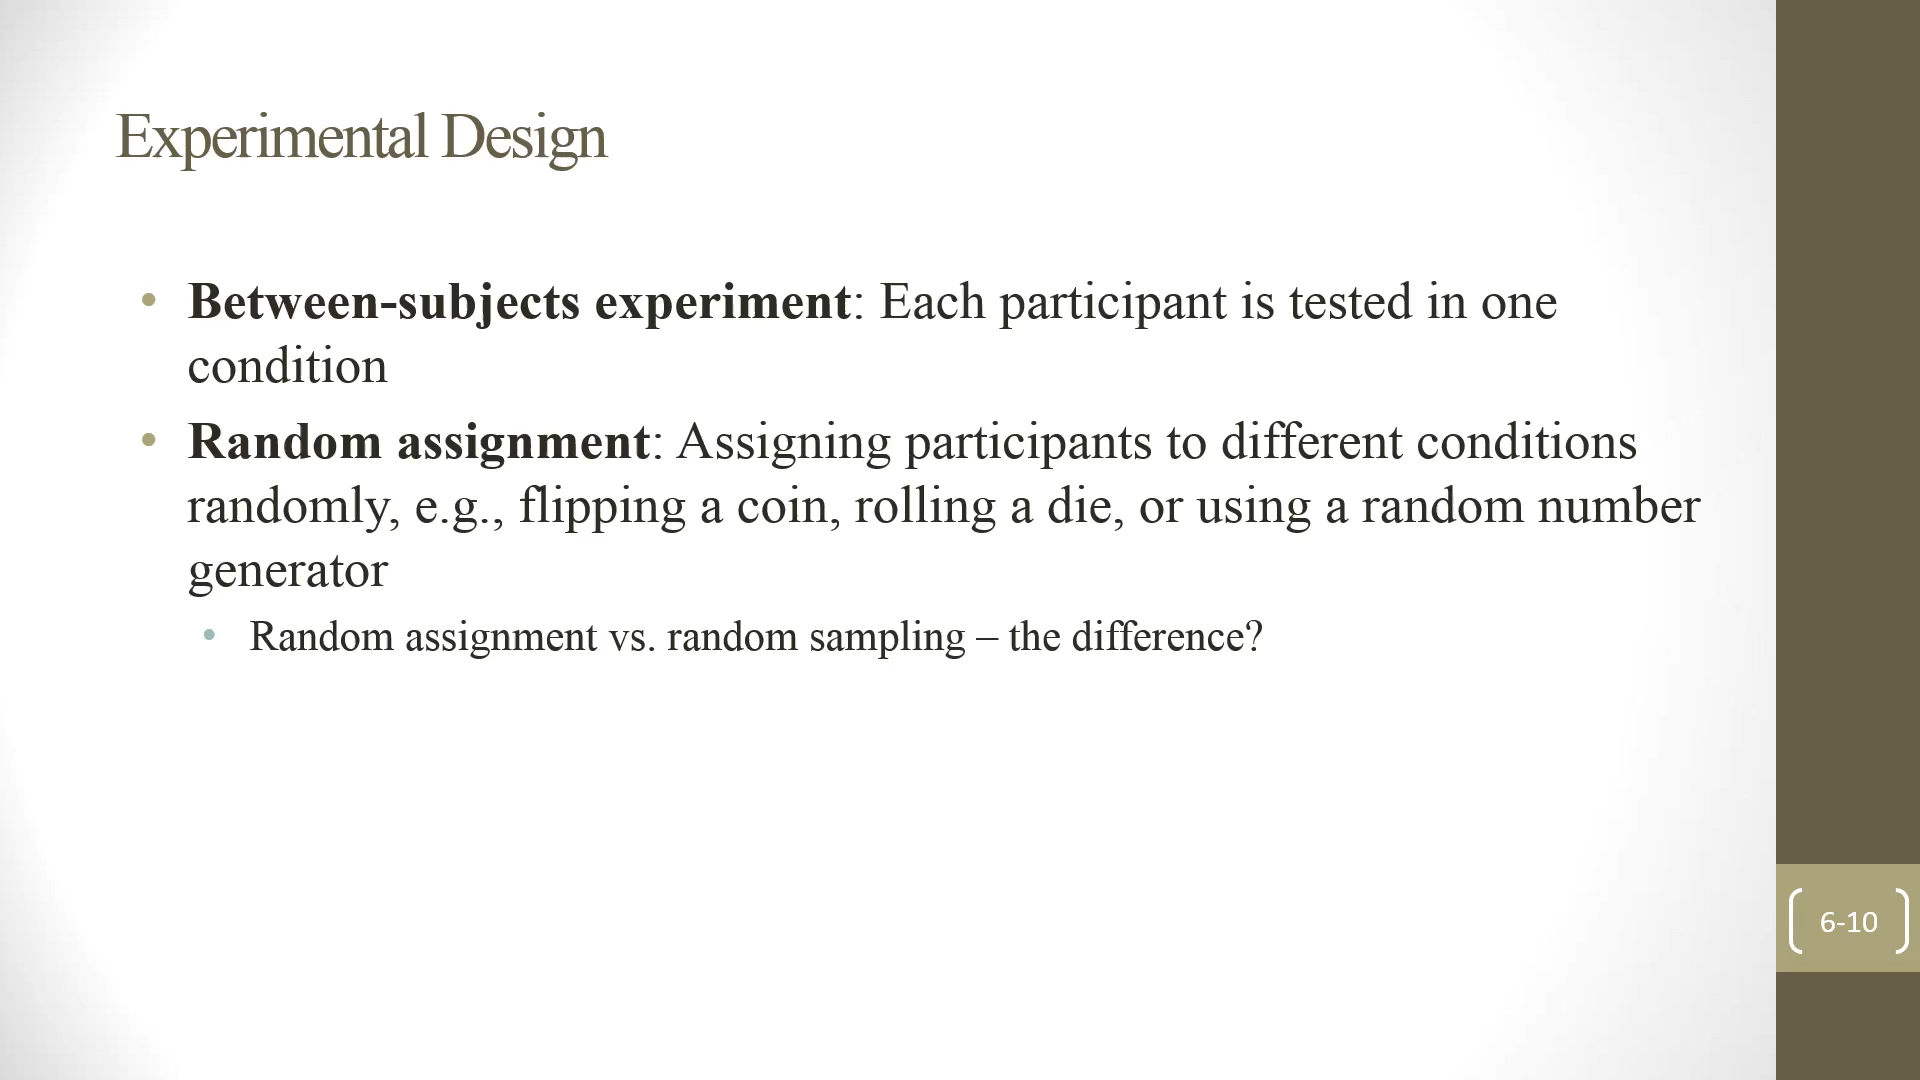 Experimental Design
• Between-subjects experiment: Each participant is tested in one
condition
• Random assignment: Assigning participants to different conditions
randomly, e.g., flipping a coin, rolling a die, or using a random number
generator
• Random assignment vs. random sampling – the difference?
6-10